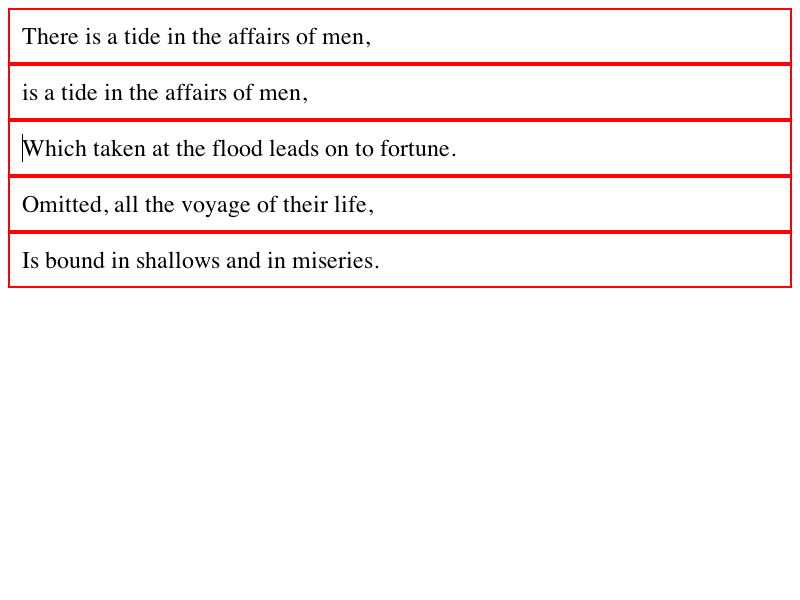 There is a tide in the affairs of men,
is a tide in the affairs of men,
Which taken at the flood leads on to fortune.
Omitted, all the voyage of their life,
Is bound in shallows and in miseries.